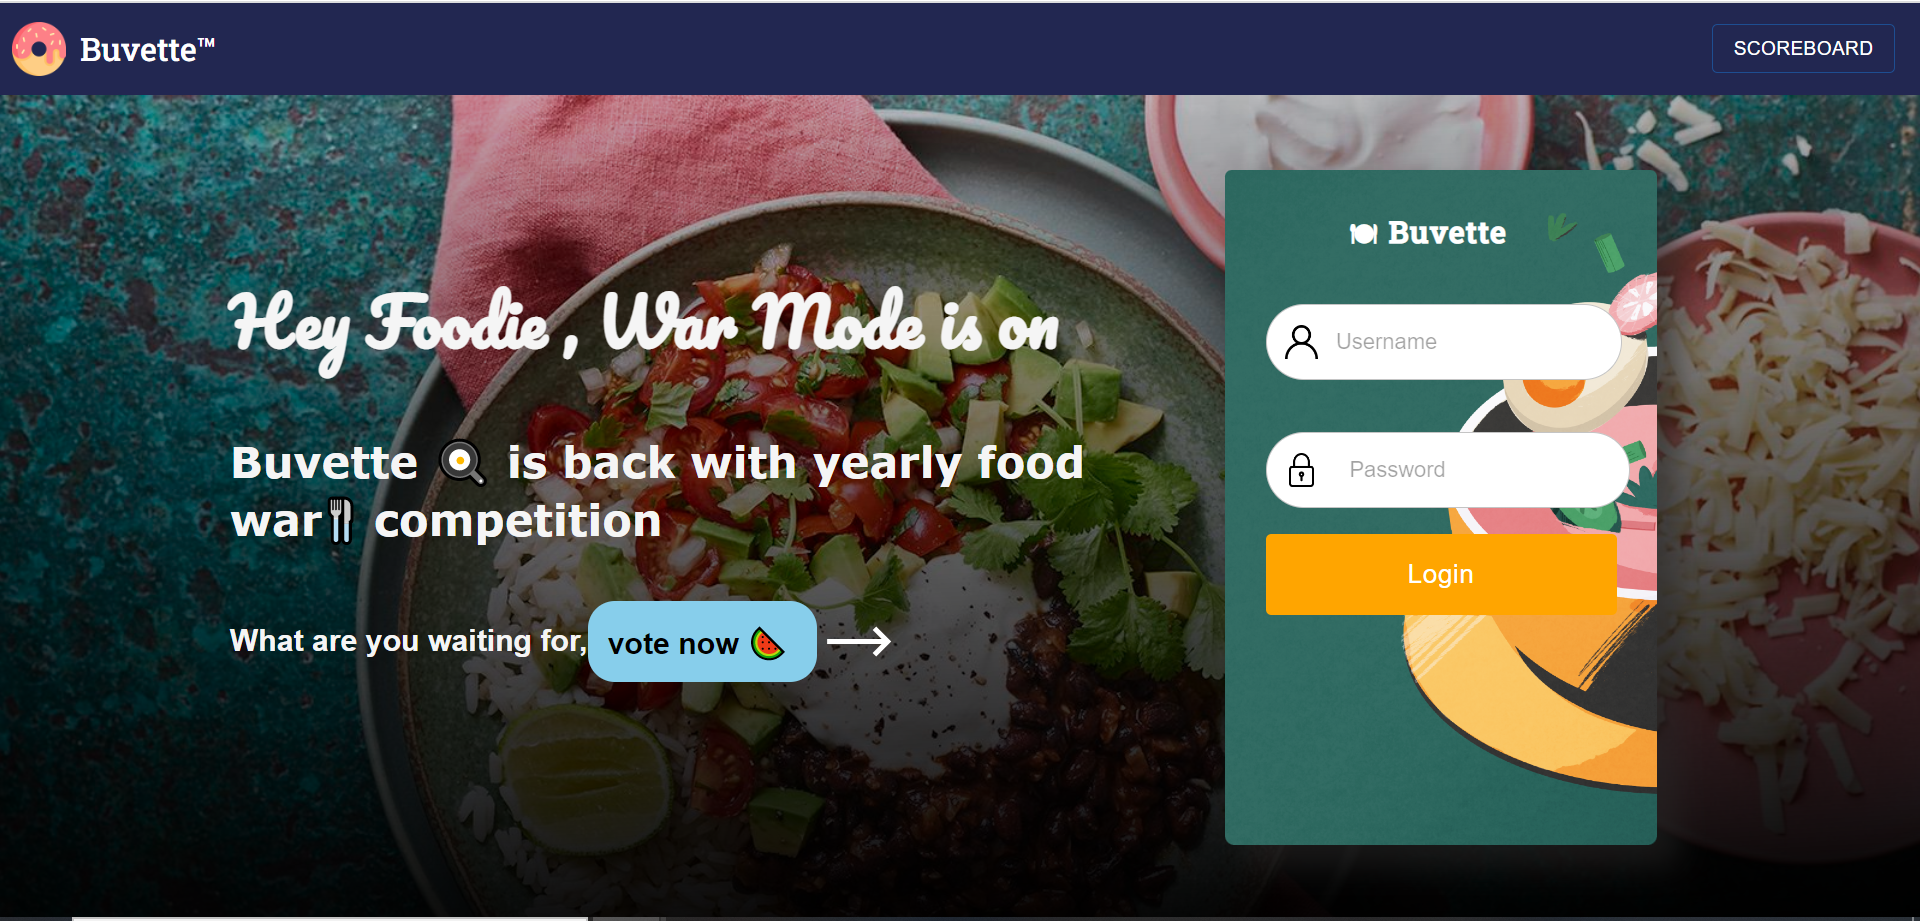 Buvette™
SCOREBOARD
Hey Foodie , War Mode is on
Buvette 🍳 is back with yearly food
war🍴 competition
What are you waiting for, vote now 🍉
Buvette
Username
Password
Login